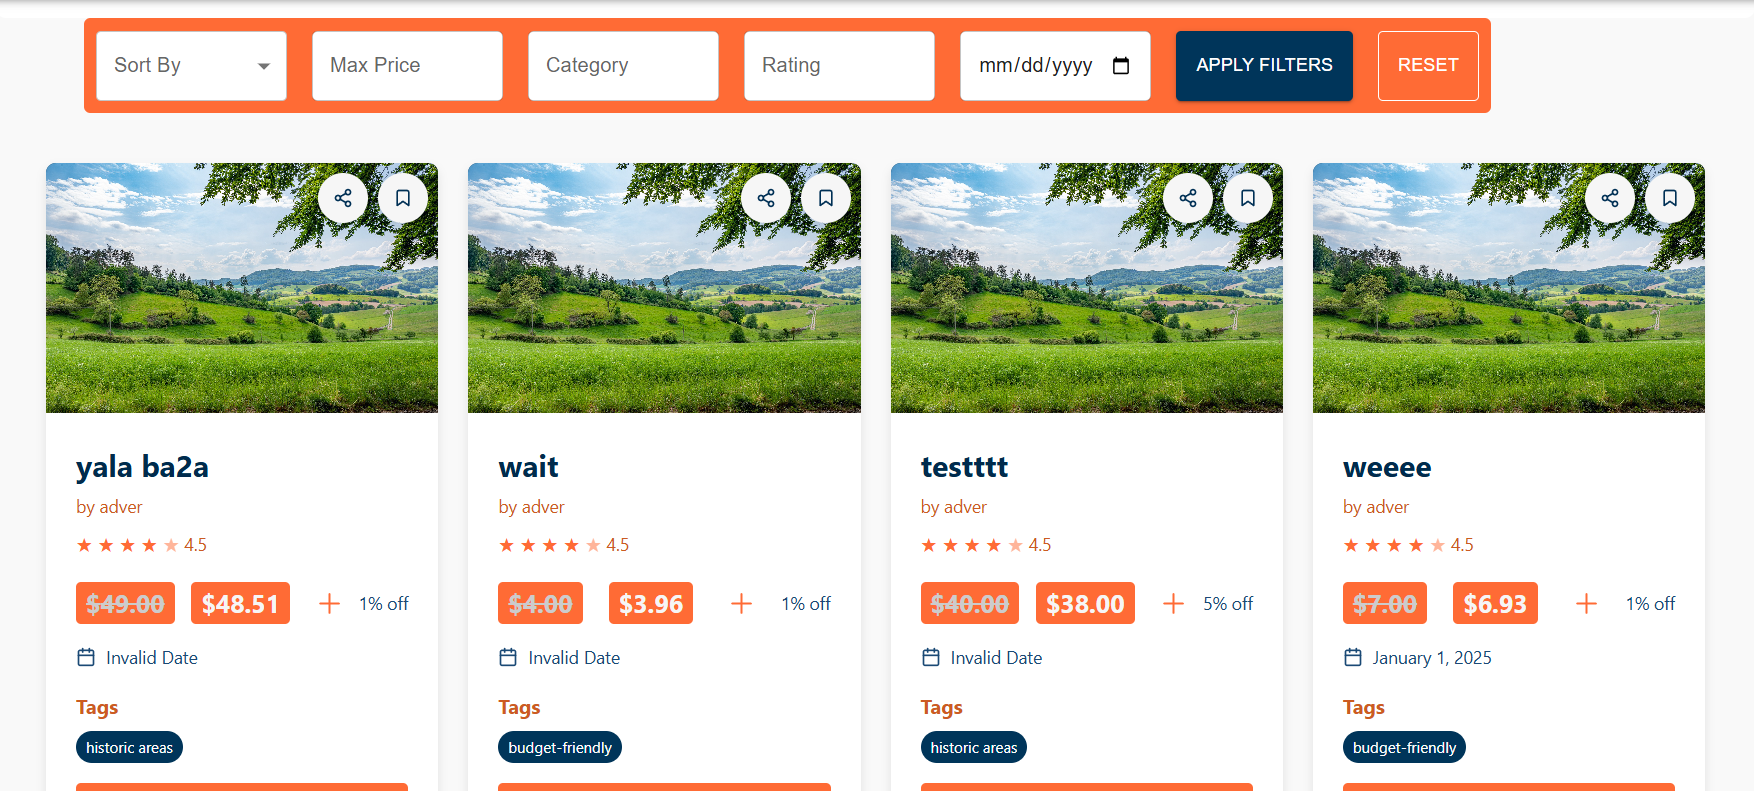 Sort By Max Price Category Rating mm/dd/yyyy APPLY FILTERS RESET
yala ba2a
by adver
★ ★ ★ ★ ★ 4.5
$49.00 $48.51 + 1% off
Invalid Date
Tags
historic areas
wait
by adver
★ ★ ★ ★ ★ 4.5
$4.00 $3.96 + 1% off
Invalid Date
Tags
budget-friendly
testttt
by adver
★ ★ ★ ★ ★ 4.5
$40.00 $38.00 + 5% off
Invalid Date
Tags
historic areas
weeee
by adver
★ ★ ★ ★ ★ 4.5
$7.00 $6.93 + 1% off
January 1, 2025
Tags
budget-friendly